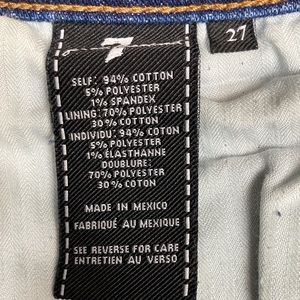 7
27
SELF: 94% COTTON
5% POLYESTER
1% SPANDEX
LINING: 70% POLYESTER
30% COTTON
INDIVIDU: 94% COTON
5% POLYESTER
1% ÉLASTHANNE
DOUBLURE:
70% POLYESTER
30% COTON
MADE IN MEXICO
FABRIQUÉ AU MEXIQUE
SEE REVERSE FOR CARE
ENTRETIEN AU VERSO